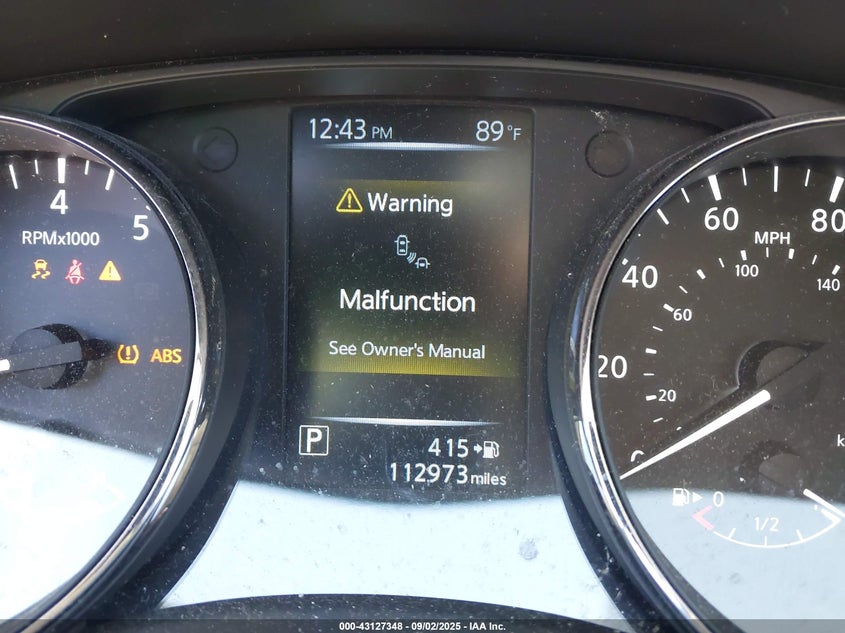 12:43 PM 89°F
Warning
Malfunction
See Owner's Manual
P
415
112973 miles
4
5
RPMx1000
ABS
20
40
60
80
MPH
20
60
100
140
0
1/2
000-43127348 - 09/02/2025 - IAA Inc.